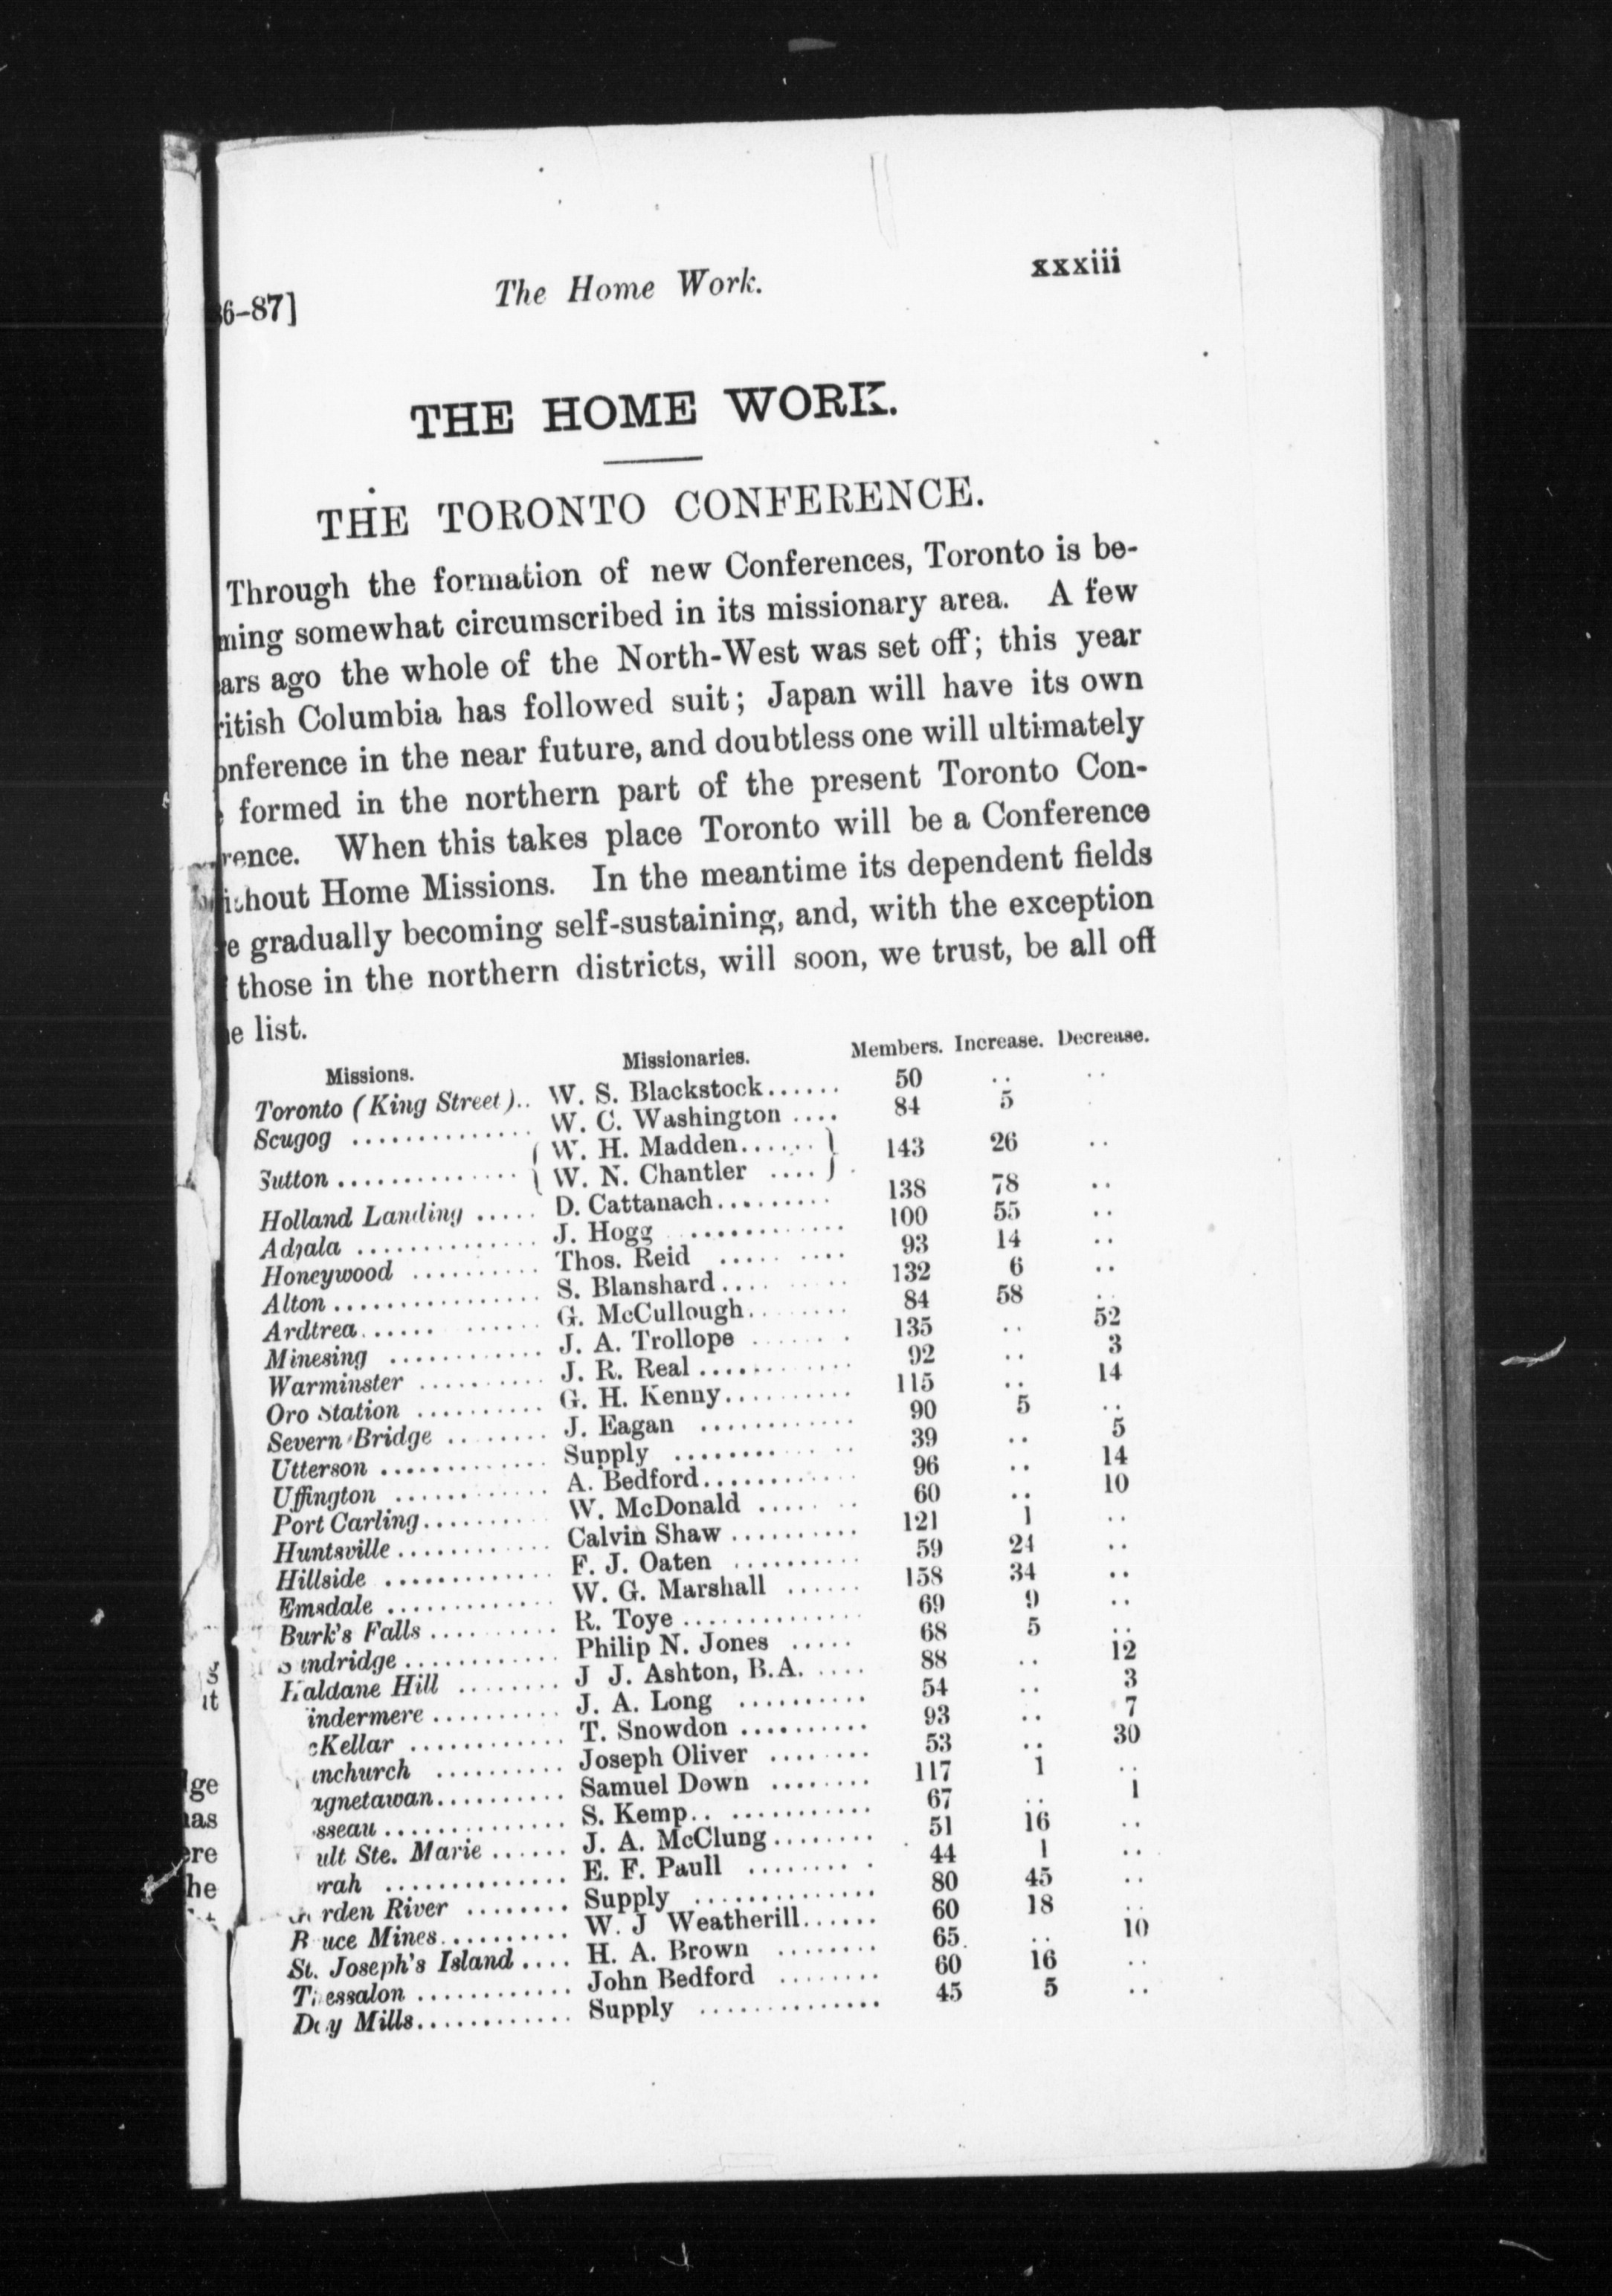 36-87] The Home Work. xxxiii
THE HOME WORK.
THE TORONTO CONFERENCE.
Through the formation of new Conferences, Toronto is be-
ming somewhat circumscribed in its missionary area. A few
ars ago the whole of the North-West was set off; this year
ritish Columbia has followed suit; Japan will have its own
onference in the near future, and doubtless one will ultimately
formed in the northern part of the present Toronto Con-
rence. When this takes place Toronto will be a Conference
ithout Home Missions. In the meantime its dependent fields
e gradually becoming self-sustaining, and, with the exception
those in the northern districts, will soon, we trust, be all off
e list.
Missions. Missionaries. Members. Increase. Decrease.
Toronto (King Street).. W. S. Blackstock...... 50 .. ..
Scugog .............. W. C. Washington .... 84 5
Sutton .............. { W. H. Madden...... W. N. Chantler .... } 143 26 ..
Holland Landing ..... D. Cattanach......... 138 78 ..
Adjala .............. J. Hogg ............ 100 55 ..
Honeywood .......... Thos. Reid ......... 93 14 ..
Alton ................ S. Blanshard......... 132 6 ..
Ardtrea............. G. McCullough........ 84 58 ..
Minesing ............ J. A. Trollope ....... 135 .. 52
Warminster .......... J. R. Real ............ 92 .. 3
Oro Station .......... G. H. Kenny.......... 115 .. 14
Severn Bridge ........ J. Eagan ............ 90 5 ..
Utterson ............. Supply ............ 39 .. 5
Uffington ............ A. Bedford............ 96 .. 14
Port Carling.......... W. McDonald ....... 60 .. 10
Huntsville............ Calvin Shaw .......... 121 1 ..
Hillside ............. F. J. Oaten .......... 59 24 ..
Emsdale ............. W. G. Marshall ...... 158 34 ..
Burk's Falls .......... R. Toye .............. 69 9 ..
S ndridge............ Philip N. Jones ..... 68 5 ..
Haldane Hill ........ J J. Ashton, B.A. .... 88 .. 12
indermere .......... J. A. Long .......... 54 .. 3
cKellar ............ T. Snowdon .......... 93 .. 7
unchurch .......... Joseph Oliver ........ 53 .. 30
agnetawan.......... Samuel Down ........ 117 1 ..
sseau .............. S. Kemp.. ........... 67 .. 1
ult Ste. Marie ...... J. A. McClung........ 51 16 ..
rah .............. E. F. Paull ........ 44 1 ..
rden River ........ Supply .............. 80 45 ..
B uce Mines.......... W. J Weatherill...... 60 18 ..
St. Joseph's Island .... H. A. Brown ........ 65 .. 10
T essalon ............ John Bedford ........ 60 16 ..
Day Mills............ Supply .............. 45 5 ..